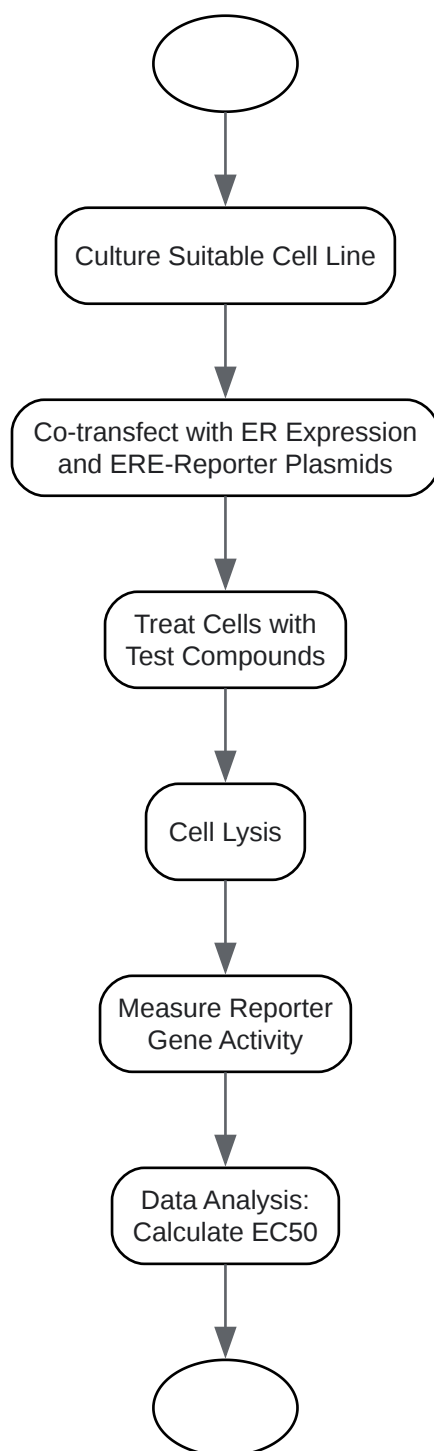 Culture Suitable Cell Line
Co-transfect with ER Expression
and ERE-Reporter Plasmids
Treat Cells with
Test Compounds
Cell Lysis
Measure Reporter
Gene Activity
Data Analysis:
Calculate EC50